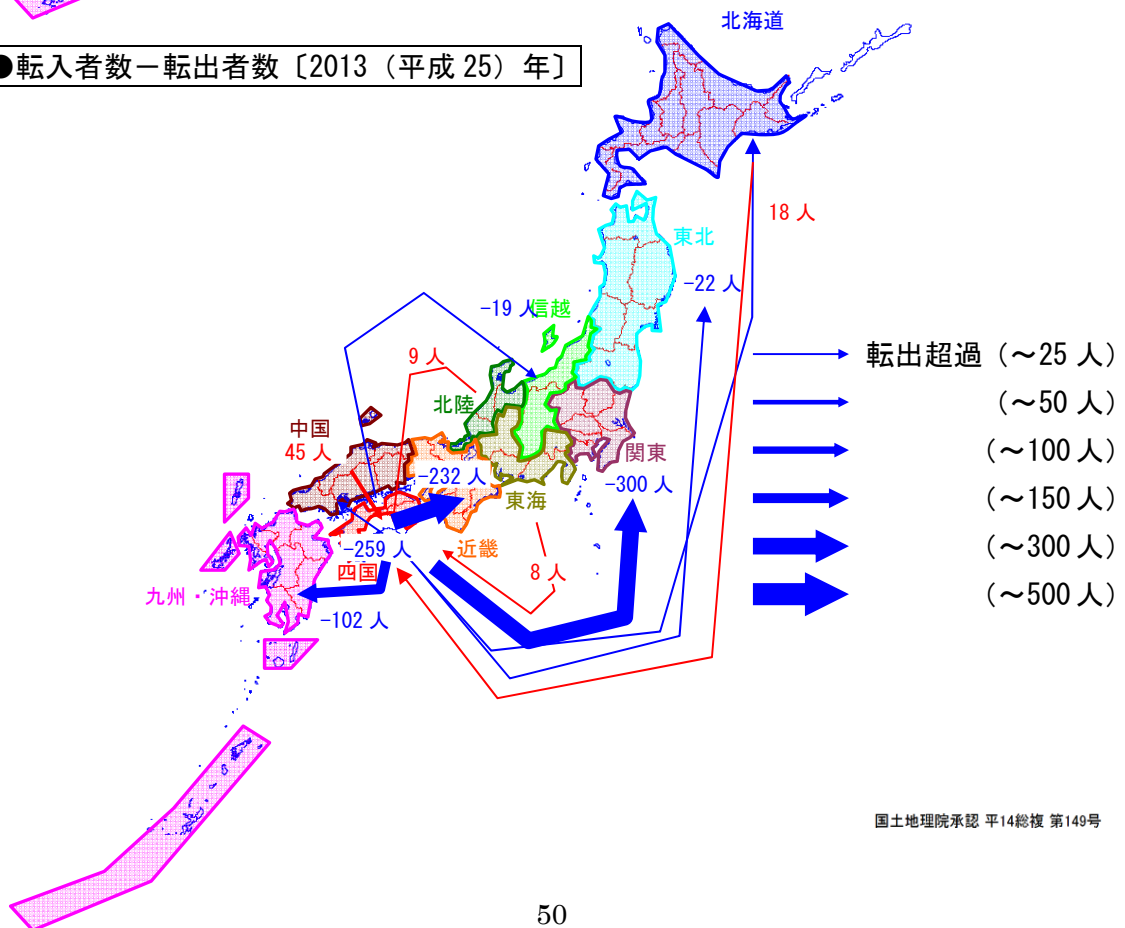 ●転入者数－転出者数〔2013（平成 25）年〕
北海道
18 人
東北
-22 人
-19 人
信越
9 人
転出超過（～25 人）
北陸
（～50 人）
中国
45 人
関東
（～100 人）
-232 人
-300 人
東海
（～150 人）
-259 人
近畿
（～300 人）
四国
8 人
九州・沖縄
（～500 人）
-102 人
国土地理院承認 平14総複 第149号
50